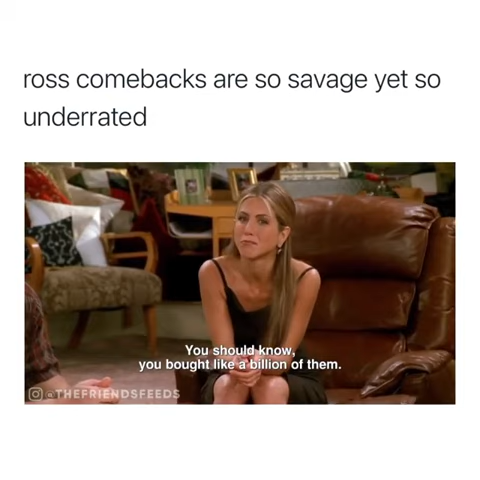 ross comebacks are so savage yet so
underrated
You should know,
you bought like a billion of them.
@THEFRIENDSFEEDS